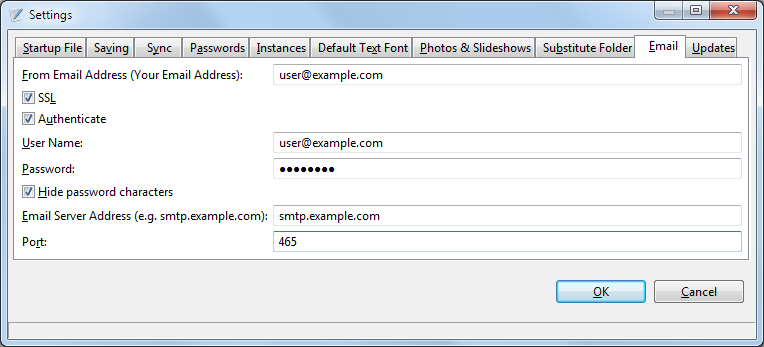 Settings
Startup File Saving Sync Passwords Instances Default Text Font Photos & Slideshows Substitute Folder Email Updates
From Email Address (Your Email Address): user@example.com
SSL
Authenticate
User Name: user@example.com
Password: ●●●●●●●●
Hide password characters
Email Server Address (e.g. smtp.example.com): smtp.example.com
Port: 465
OK Cancel